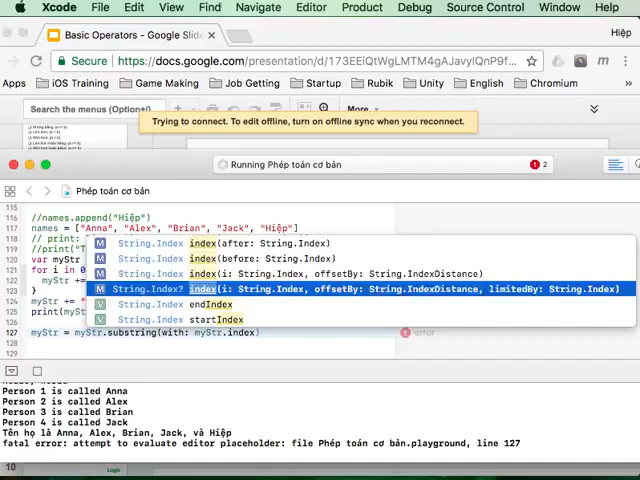 Xcode File Edit View Find Navigate Editor Product Debug Source Control Window Help
Basic Operators - Google Slide
Hiệp
Secure https://docs.google.com/presentation/d/173EEiQtWgLMTM4gAJavyIQnP9f...
Apps iOS Training Game Making Job Getting Startup Rubik Unity English Chromium
Search the menus (Option+/) More
Trying to connect. To edit offline, turn on offline sync when you reconnect.
Running Phép toán cơ bản 2
Phép toán cơ bản
115
116 //names.append("Hiệp")
117 names = ["Anna", "Alex", "Brian", "Jack", "Hiệp"]
118 // print:
119 //print("T
120 var mySt
121 for i in 0
122 myStr +=
123 }
124 myStr +=
125 print(my
126
127 myStr = myStr.substring(with: myStr.index) error
128
129
String.Index index(after: String.Index)
String.Index index(before: String.Index)
String.Index index(i: String.Index, offsetBy: String.IndexDistance)
String.Index? index(i: String.Index, offsetBy: String.IndexDistance, limitedBy: String.Index)
String.Index endIndex
String.Index startIndex
Person 1 is called Anna
Person 2 is called Alex
Person 3 is called Brian
Person 4 is called Jack
Tên họ là Anna, Alex, Brian, Jack, và Hiệp
fatal error: attempt to evaluate editor placeholder: file Phép toán cơ bản.playground, line 127
10 Logic